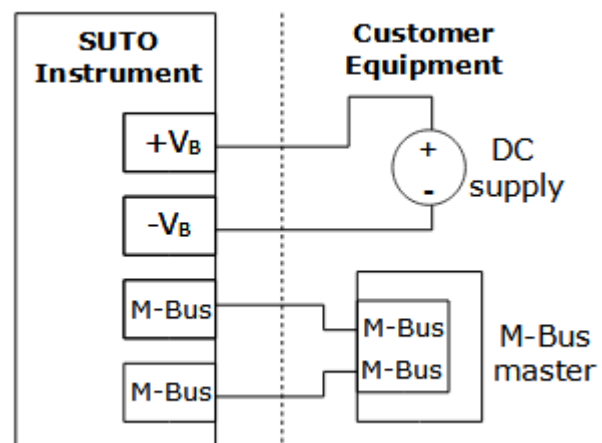 SUTO
Instrument
Customer
Equipment
+VB
-VB
M-Bus
M-Bus
+
-
DC
supply
M-Bus
M-Bus
M-Bus
master